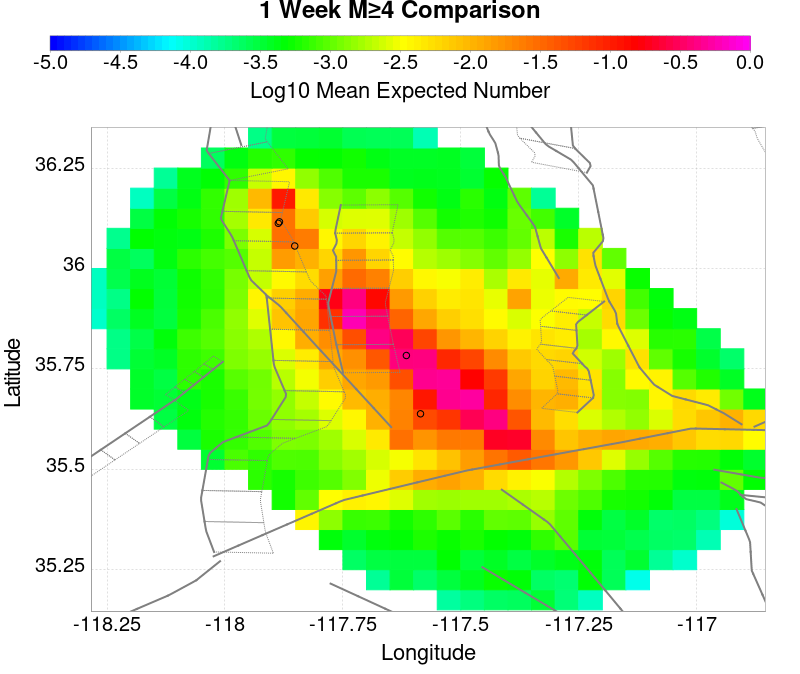 1 Week M≥4 Comparison
-5.0 -4.5 -4.0 -3.5 -3.0 -2.5 -2.0 -1.5 -1.0 -0.5 0.0
Log10 Mean Expected Number
36.25
36
35.75
35.5
35.25
Latitude
-118.25 -118 -117.75 -117.5 -117.25 -117
Longitude